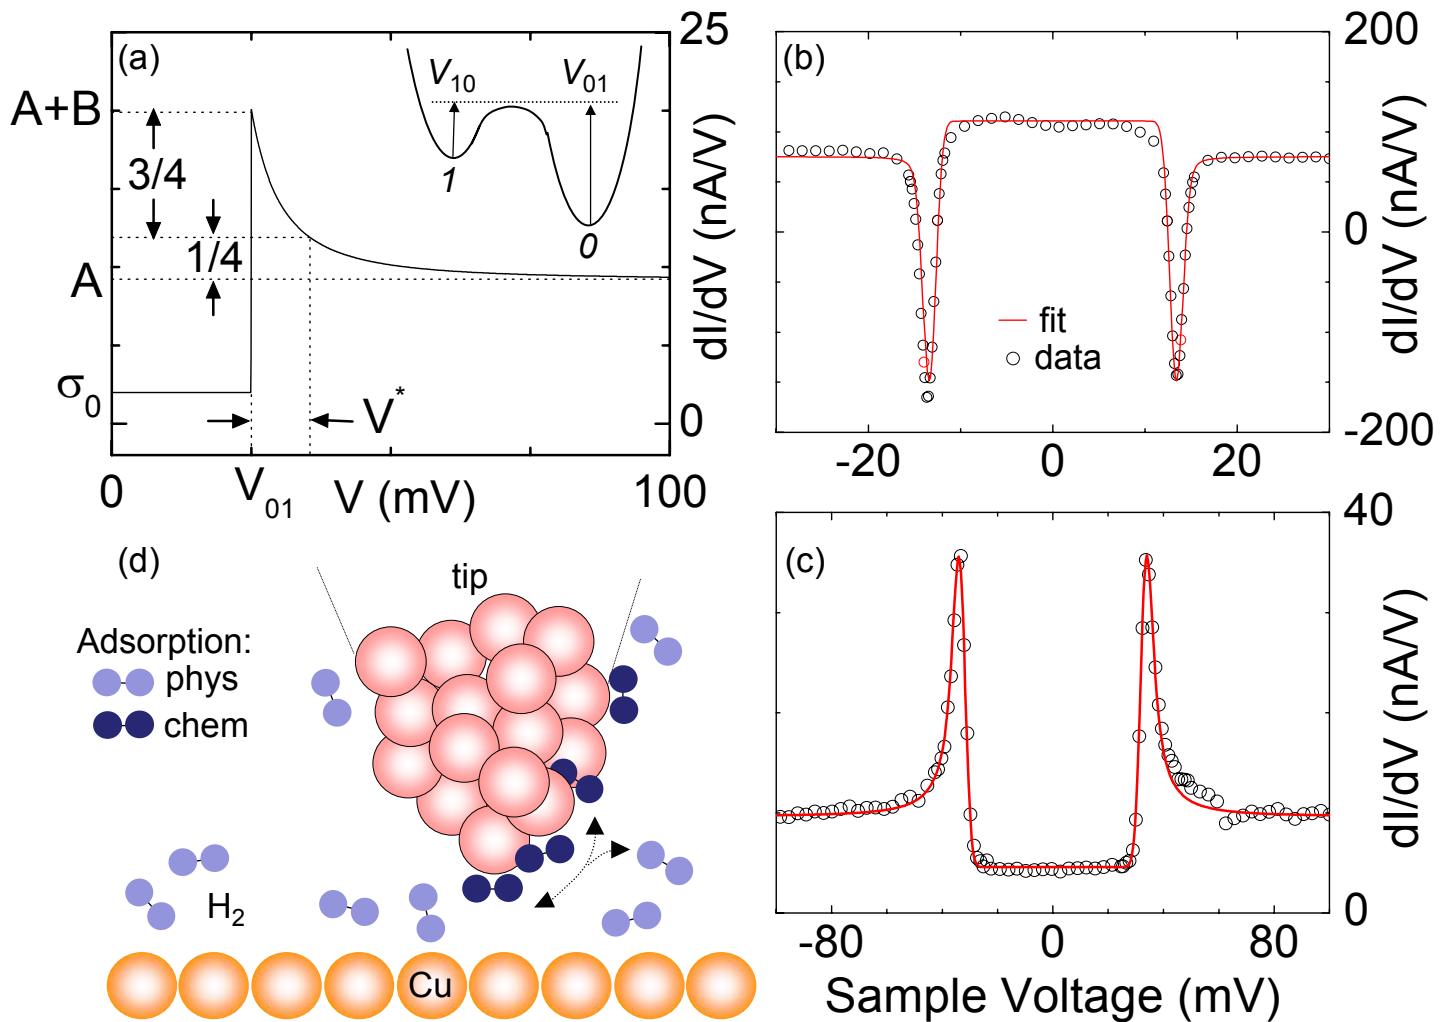 (a)
25
A+B
3/4
1/4
A
σ0
V*
0
0
V01
V (mV)
100
dI/dV (nA/V)
V10
V01
1
0
(b)
200
0
-200
dI/dV (nA/V)
fit
data
-20
0
20
(c)
40
0
dI/dV (nA/V)
-80
0
80
Sample Voltage (mV)
(d)
tip
Adsorption:
phys
chem
H2
Cu